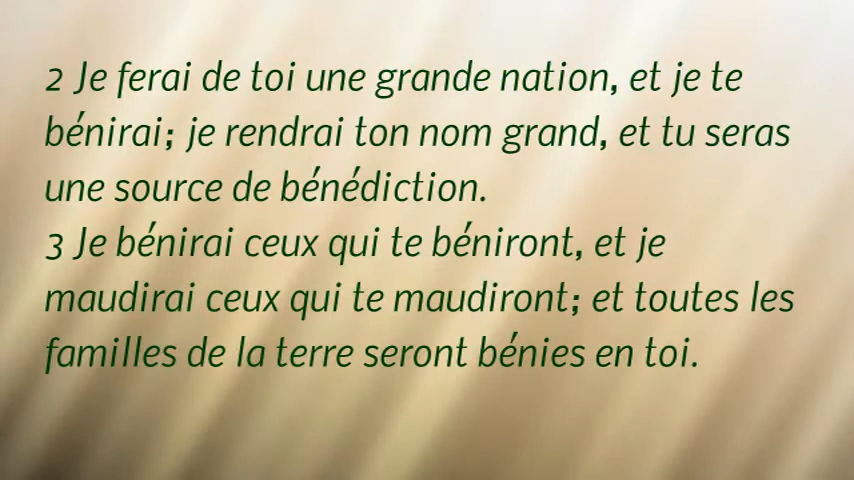 2 Je ferai de toi une grande nation, et je te
bénirai; je rendrai ton nom grand, et tu seras
une source de bénédiction.
3 Je bénirai ceux qui te béniront, et je
maudirai ceux qui te maudiront; et toutes les
familles de la terre seront bénies en toi.